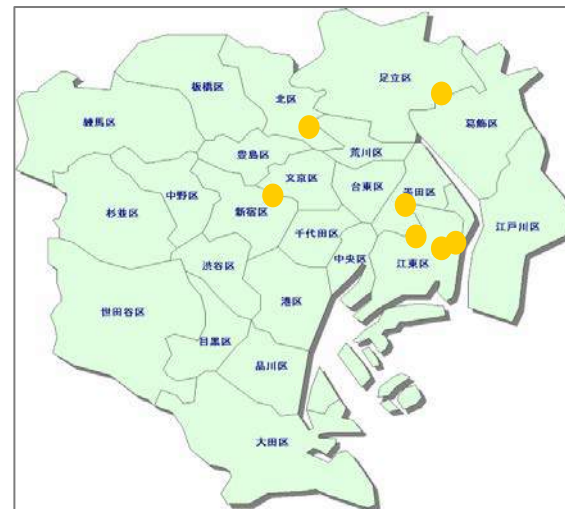 足立区
板橋区
北区
練馬区
葛飾区
豊島区
荒川区
文京区
台東区
中野区
杉並区
新宿区
江戸川区
千代田区
中央区
江東区
渋谷区
港区
世田谷区
目黒区
品川区
大田区